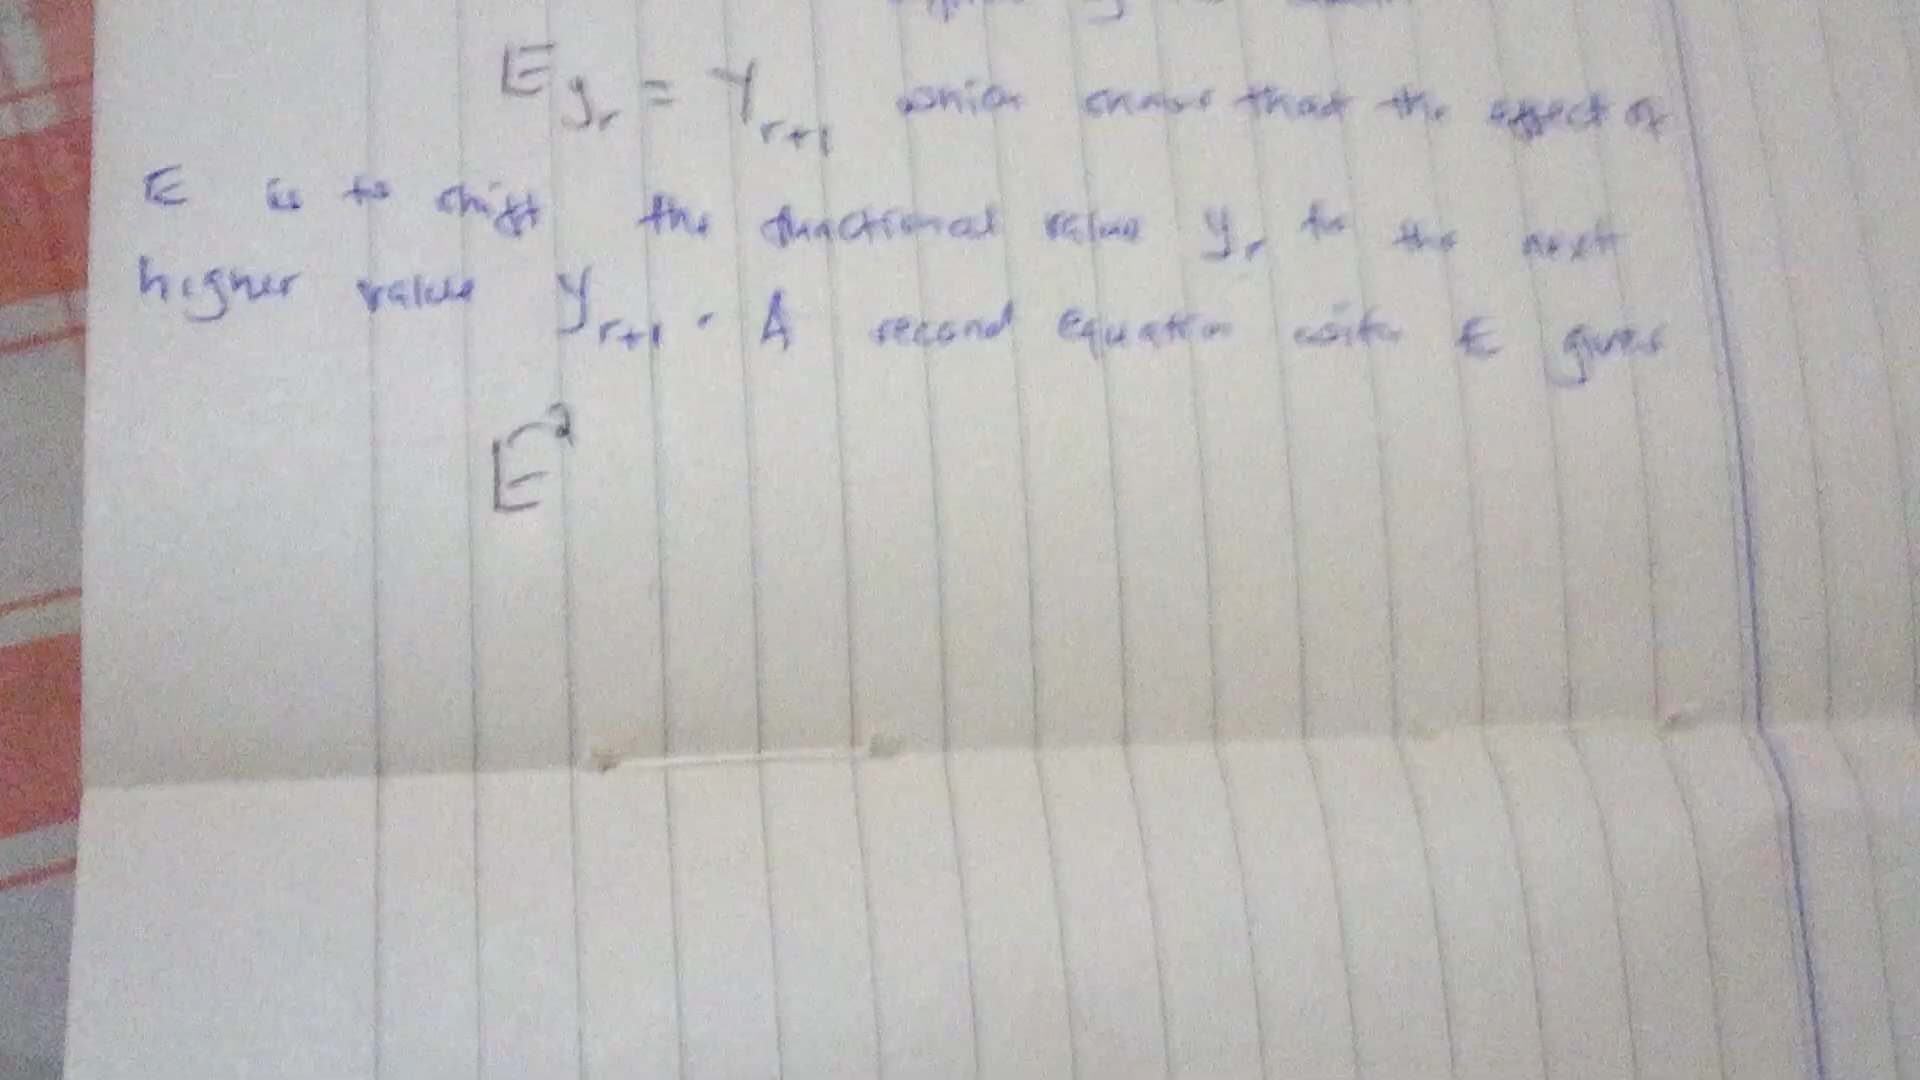 E y_r = Y_{r+1} which shows that the effect of
E is to shift the functional value y_r to the next
higher value y_{r+1} . A second equation with E gives
E^2